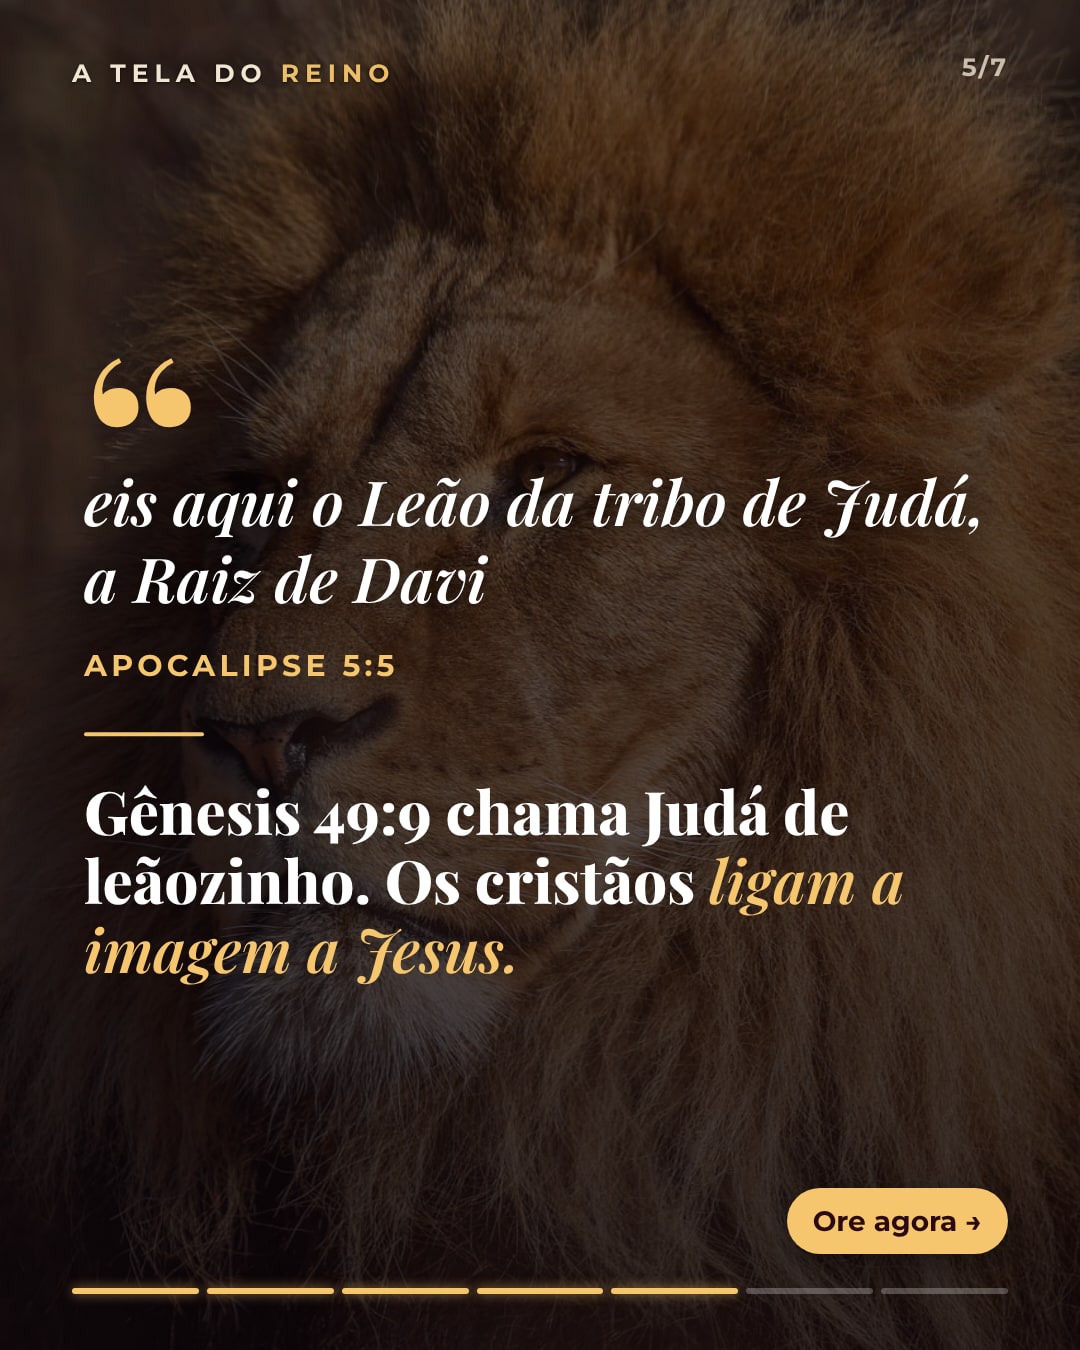 A TELA DO REINO
5/7
“
eis aqui o Leão da tribo de Judá,
a Raiz de Davi
APOCALIPSE 5:5
Gênesis 49:9 chama Judá de
leãozinho. Os cristãos ligam a
imagem a Jesus.
Ore agora →